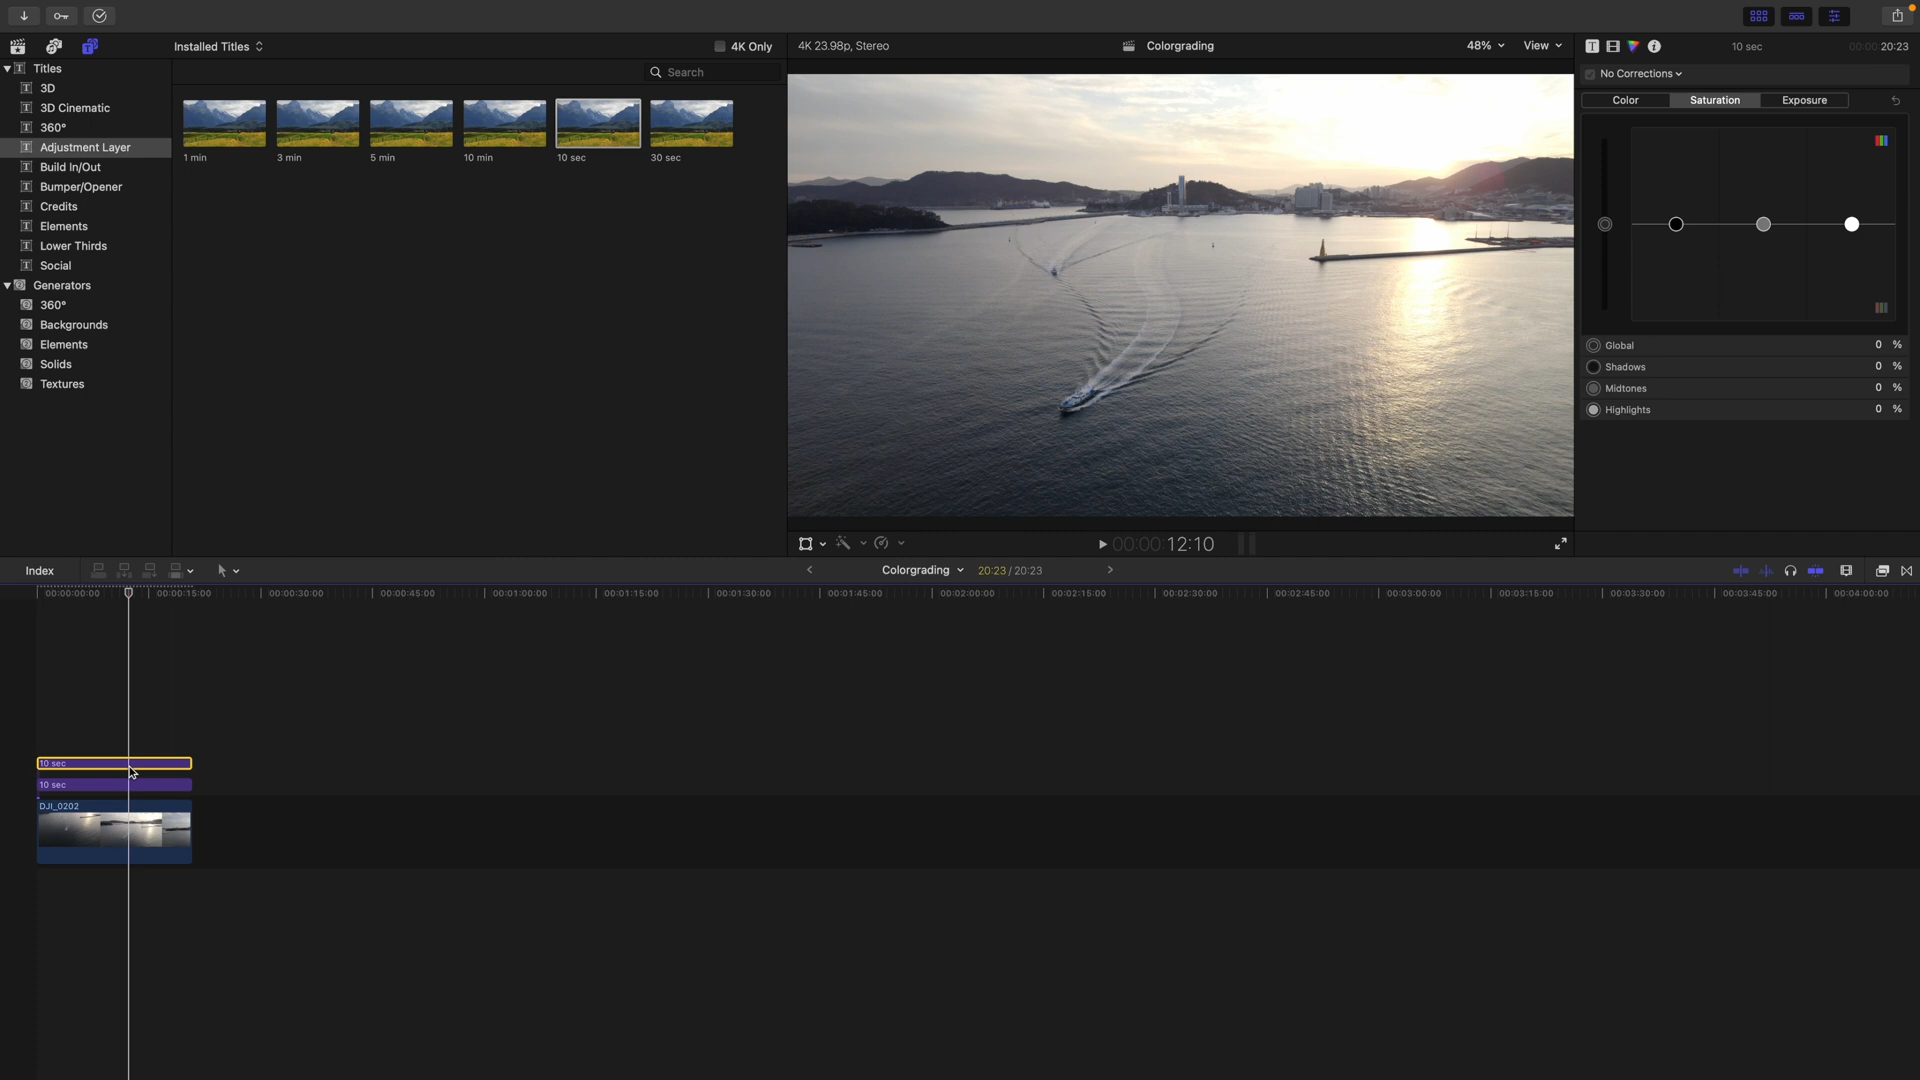 Installed Titles
4K Only
4K 23.98p, Stereo
Colorgrading
48%
View
10 sec
00:00:20:23
Titles
Search
No Corrections
3D
3D Cinematic
360°
Adjustment Layer
Build In/Out
Bumper/Opener
Credits
Elements
Lower Thirds
Social
Generators
360°
Backgrounds
Elements
Solids
Textures
1 min
3 min
5 min
10 min
10 sec
30 sec
Color
Saturation
Exposure
Global 0 %
Shadows 0 %
Midtones 0 %
Highlights 0 %
00:00:12:10
Index
Colorgrading
20:23 / 20:23
00:00:00:00
00:00:15:00
00:00:30:00
00:00:45:00
00:01:00:00
00:01:15:00
00:01:30:00
00:01:45:00
00:02:00:00
00:02:15:00
00:02:30:00
00:02:45:00
00:03:00:00
00:03:15:00
00:03:30:00
00:03:45:00
00:04:00:00
10 sec
10 sec
DJI_0202